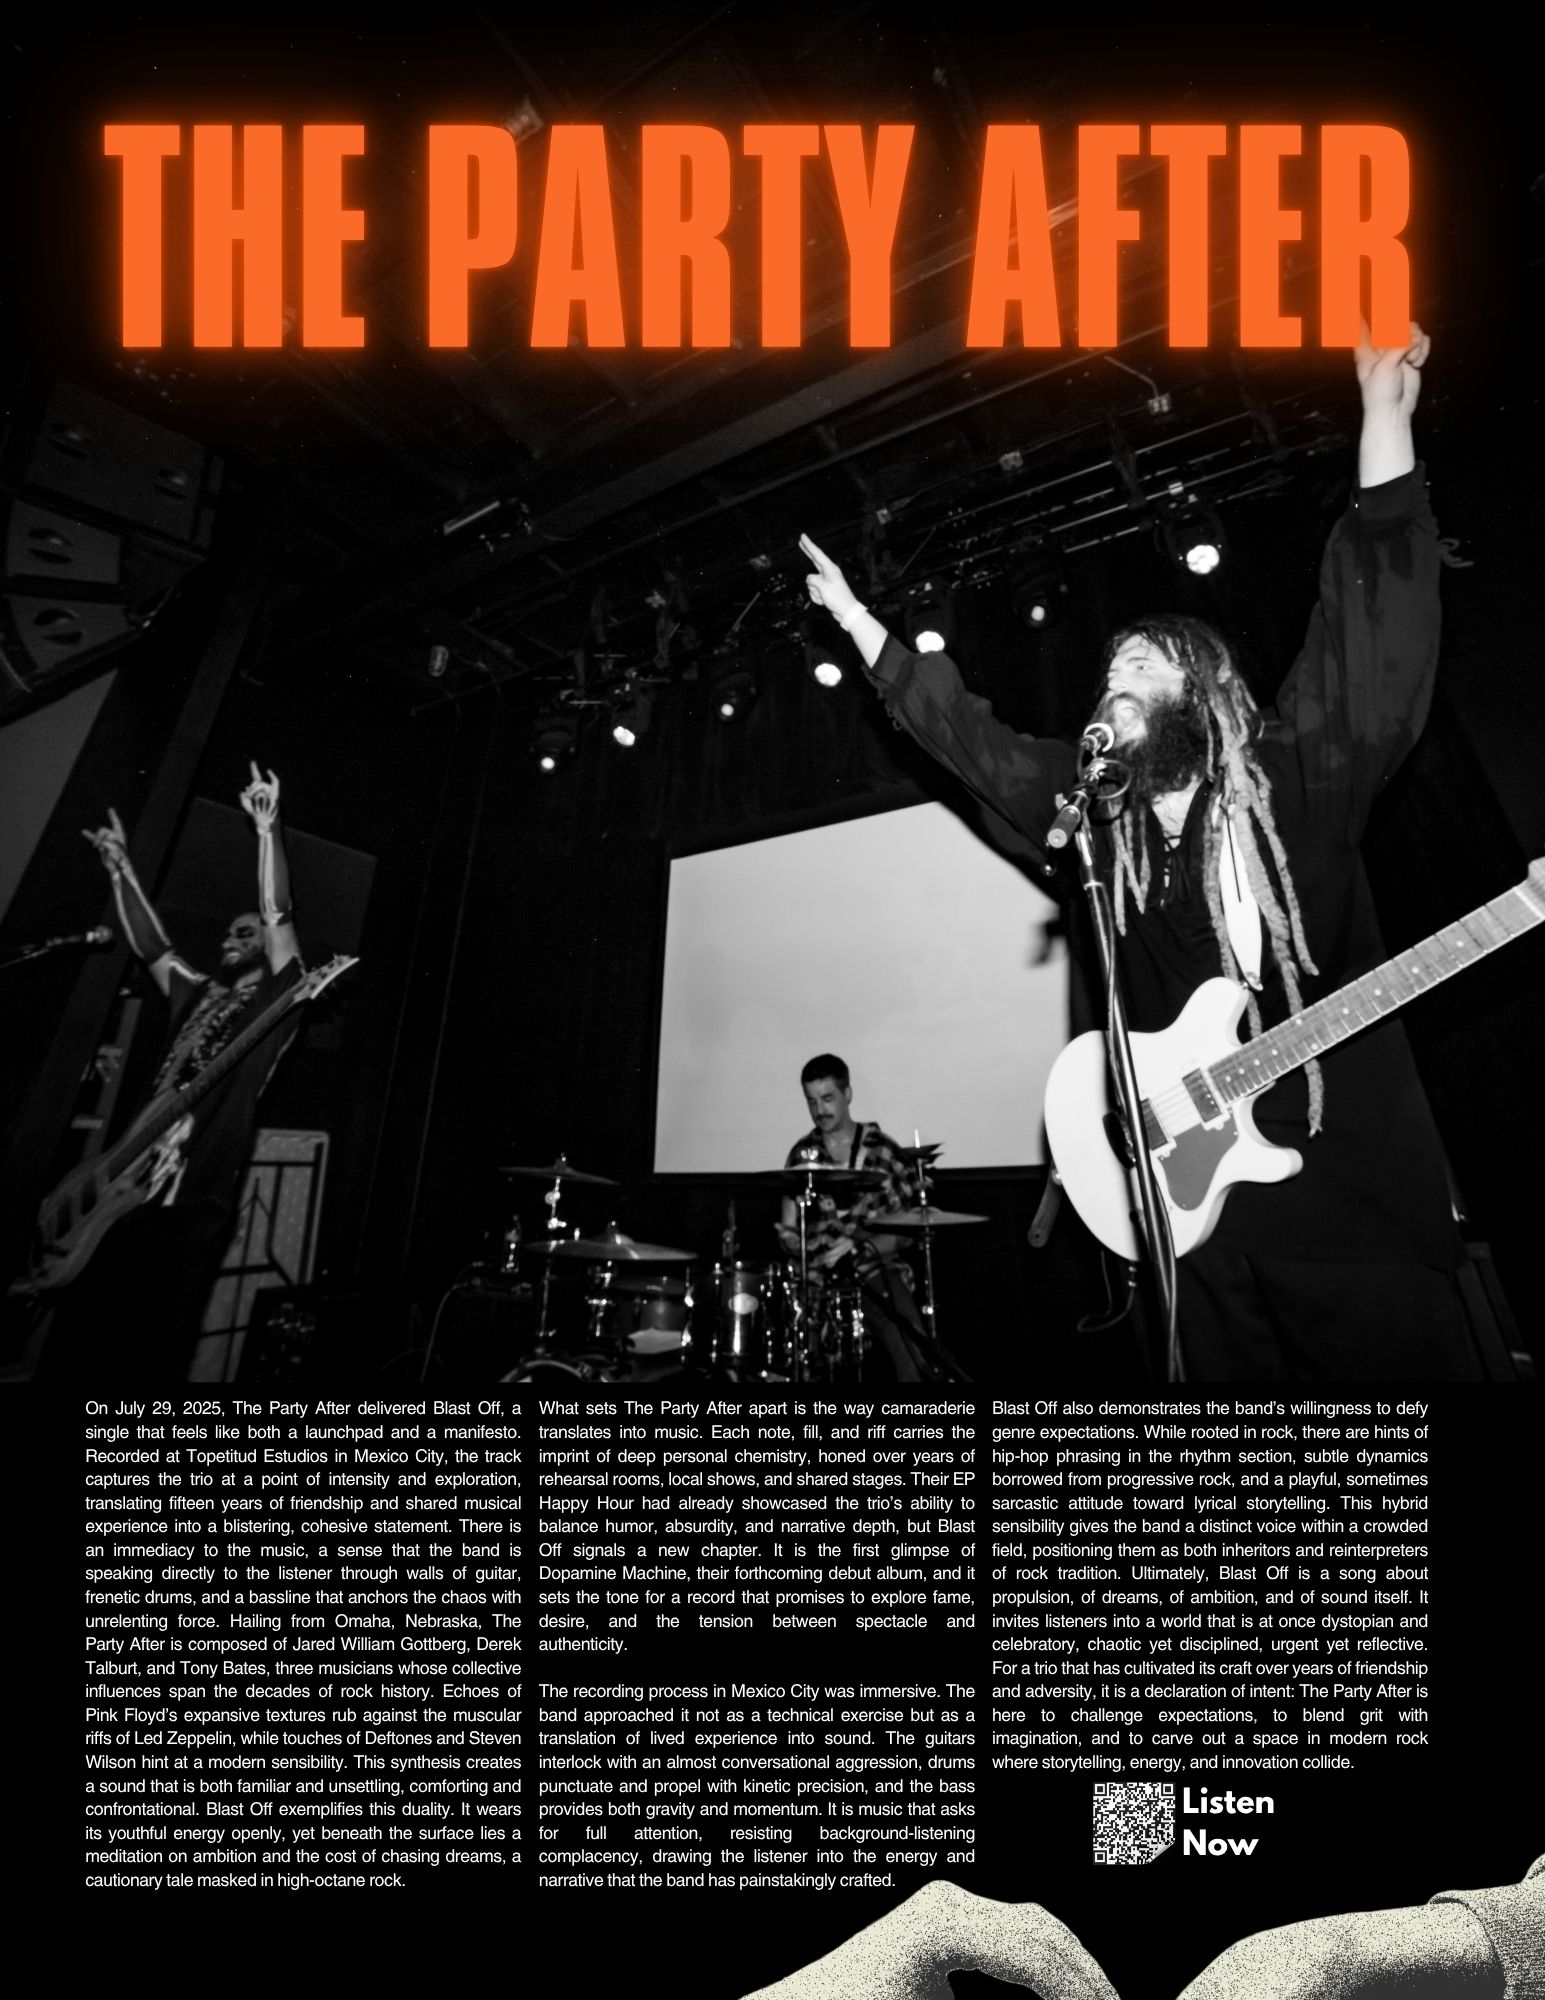 THE PARTY AFTER
On July 29, 2025, The Party After delivered Blast Off, a
single that feels like both a launchpad and a manifesto.
Recorded at Topetitud Estudios in Mexico City, the track
captures the trio at a point of intensity and exploration,
translating fifteen years of friendship and shared musical
experience into a blistering, cohesive statement. There is
an immediacy to the music, a sense that the band is
speaking directly to the listener through walls of guitar,
frenetic drums, and a bassline that anchors the chaos with
unrelenting force. Hailing from Omaha, Nebraska, The
Party After is composed of Jared William Gottberg, Derek
Talburt, and Tony Bates, three musicians whose collective
influences span the decades of rock history. Echoes of
Pink Floyd's expansive textures rub against the muscular
riffs of Led Zeppelin, while touches of Deftones and Steven
Wilson hint at a modern sensibility. This synthesis creates
a sound that is both familiar and unsettling, comforting and
confrontational. Blast Off exemplifies this duality. It wears
its youthful energy openly, yet beneath the surface lies a
meditation on ambition and the cost of chasing dreams, a
cautionary tale masked in high-octane rock.
What sets The Party After apart is the way camaraderie
translates into music. Each note, fill, and riff carries the
imprint of deep personal chemistry, honed over years of
rehearsal rooms, local shows, and shared stages. Their EP
Happy Hour had already showcased the trio's ability to
balance humor, absurdity, and narrative depth, but Blast
Off signals a new chapter. It is the first glimpse of
Dopamine Machine, their forthcoming debut album, and it
sets the tone for a record that promises to explore fame,
desire, and the tension between spectacle and
authenticity.
The recording process in Mexico City was immersive. The
band approached it not as a technical exercise but as a
translation of lived experience into sound. The guitars
interlock with an almost conversational aggression, drums
punctuate and propel with kinetic precision, and the bass
provides both gravity and momentum. It is music that asks
for full attention, resisting background-listening
complacency, drawing the listener into the energy and
narrative that the band has painstakingly crafted.
Blast Off also demonstrates the band's willingness to defy
genre expectations. While rooted in rock, there are hints of
hip-hop phrasing in the rhythm section, subtle dynamics
borrowed from progressive rock, and a playful, sometimes
sarcastic attitude toward lyrical storytelling. This hybrid
sensibility gives the band a distinct voice within a crowded
field, positioning them as both inheritors and reinterpreters
of rock tradition. Ultimately, Blast Off is a song about
propulsion, of dreams, of ambition, and of sound itself. It
invites listeners into a world that is at once dystopian and
celebratory, chaotic yet disciplined, urgent yet reflective.
For a trio that has cultivated its craft over years of friendship
and adversity, it is a declaration of intent: The Party After is
here to challenge expectations, to blend grit with
imagination, and to carve out a space in modern rock
where storytelling, energy, and innovation collide.
Listen
Now